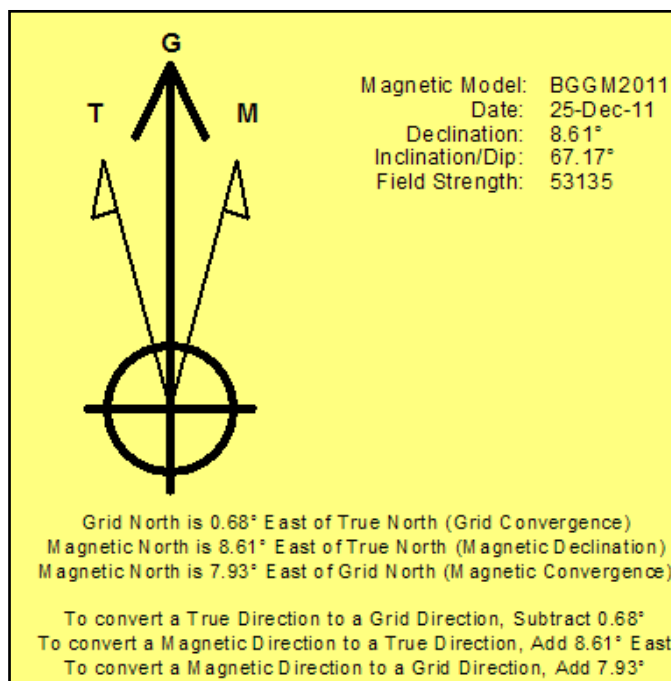 G
T
M
Magnetic Model: BGGM2011
Date: 25-Dec-11
Declination: 8.61°
Inclination/Dip: 67.17°
Field Strength: 53135
Grid North is 0.68° East of True North (Grid Convergence)
Magnetic North is 8.61° East of True North (Magnetic Declination)
Magnetic North is 7.93° East of Grid North (Magnetic Convergence)
To convert a True Direction to a Grid Direction, Subtract 0.68°
To convert a Magnetic Direction to a True Direction, Add 8.61° East
To convert a Magnetic Direction to a Grid Direction, Add 7.93°